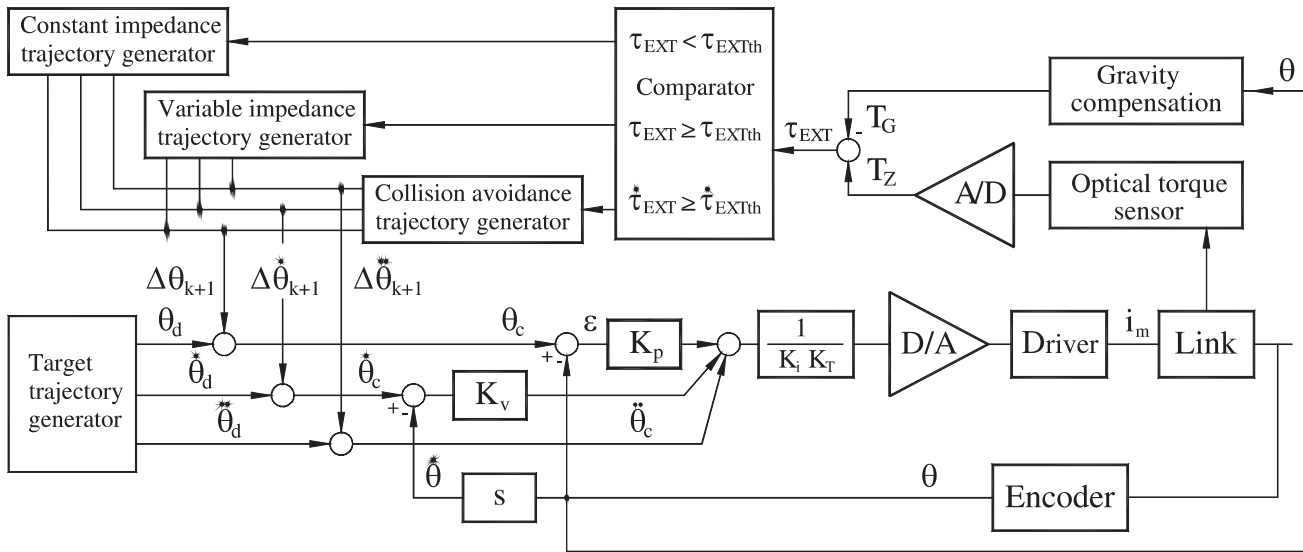 Constant impedance
trajectory generator
Variable impedance
trajectory generator
Collision avoidance
trajectory generator
τEXT < τEXTth
Comparator
τEXT ≥ τEXTth
τ̇EXT ≥ τ̇EXTth
τEXT
-
TG
TZ
Gravity
compensation
θ
A/D
Optical torque
sensor
Δθk+1
Δθ̇k+1
Δθ̈k+1
Target
trajectory
generator
θd
θ̇d
θ̈d
θc
θ̇c
θ̈c
+ -
ε
Kp
+ -
Kv
1
Ki KT
D/A
Driver
im
Link
θ̇
s
θ
Encoder